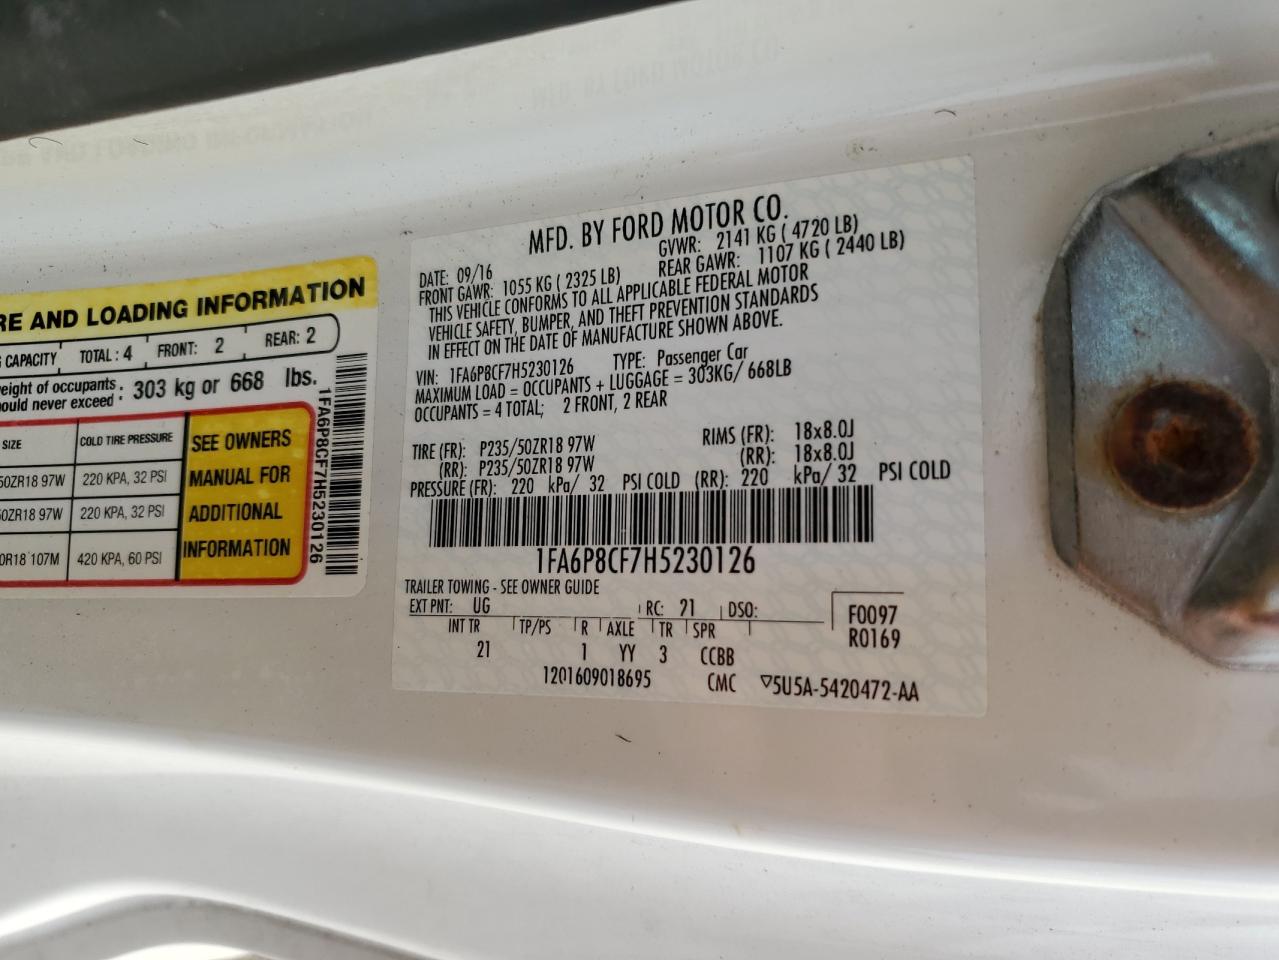 RE AND LOADING INFORMATION
CAPACITY TOTAL : 4 FRONT: 2 REAR: 2
eight of occupants
ould never exceed : 303 kg or 668 lbs.
SIZE COLD TIRE PRESSURE
50ZR18 97W 220 KPA, 32 PSI
50ZR18 97W 220 KPA, 32 PSI
0R18 107M 420 KPA, 60 PSI
SEE OWNERS
MANUAL FOR
ADDITIONAL
INFORMATION
1FA6P8CF7H5230126
MFD. BY FORD MOTOR CO.
DATE: 09/16 GVWR: 2141 KG ( 4720 LB)
FRONT GAWR: 1055 KG ( 2325 LB) REAR GAWR: 1107 KG ( 2440 LB)
THIS VEHICLE CONFORMS TO ALL APPLICABLE FEDERAL MOTOR
VEHICLE SAFETY, BUMPER, AND THEFT PREVENTION STANDARDS
IN EFFECT ON THE DATE OF MANUFACTURE SHOWN ABOVE.
VIN: 1FA6P8CF7H5230126 TYPE: Passenger Car
MAXIMUM LOAD = OCCUPANTS + LUGGAGE = 303KG/ 668LB
OCCUPANTS = 4 TOTAL; 2 FRONT, 2 REAR
TIRE (FR): P235/50ZR18 97W RIMS (FR): 18x8.0J
(RR): P235/50ZR18 97W (RR): 18x8.0J
PRESSURE (FR): 220 kPa/ 32 PSI COLD (RR): 220 kPa/ 32 PSI COLD
1FA6P8CF7H5230126
TRAILER TOWING - SEE OWNER GUIDE
EXT PNT: UG RC: 21 DSO: F0097
INT TR TP/PS R AXLE TR SPR R0169
21 1 YY 3 CCBB
1201609018695 CMC ▽5U5A-5420472-AA